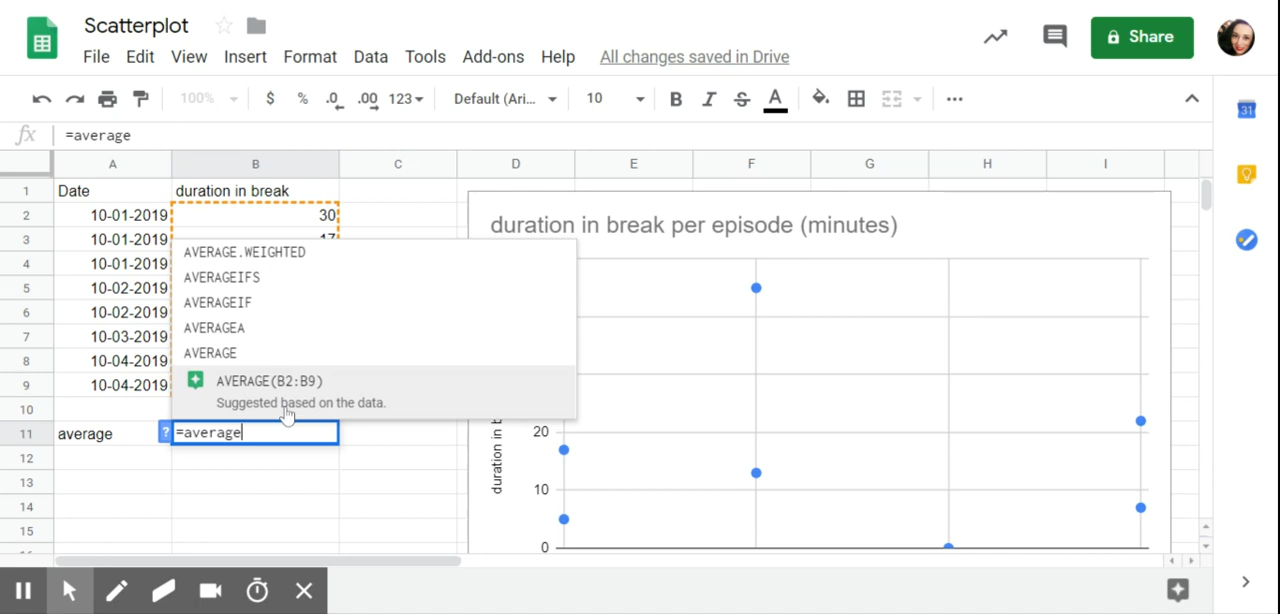 Scatterplot
File Edit View Insert Format Data Tools Add-ons Help All changes saved in Drive
Share
100% $ % .0 .00 123 Default (Ari... 10 B I S A ...
31
fx =average
A B C D E F G H I
1 Date duration in break
2 10-01-2019 30
3 10-01-2019 17
4 10-01-2019
5 10-02-2019
6 10-02-2019
7 10-03-2019
8 10-04-2019
9 10-04-2019
10
11 average ? =average
12
13
14
15
AVERAGE.WEIGHTED
AVERAGEIFS
AVERAGEIF
AVERAGEA
AVERAGE
AVERAGE(B2:B9)
Suggested based on the data.
duration in break per episode (minutes)
duration in b
20
10
0